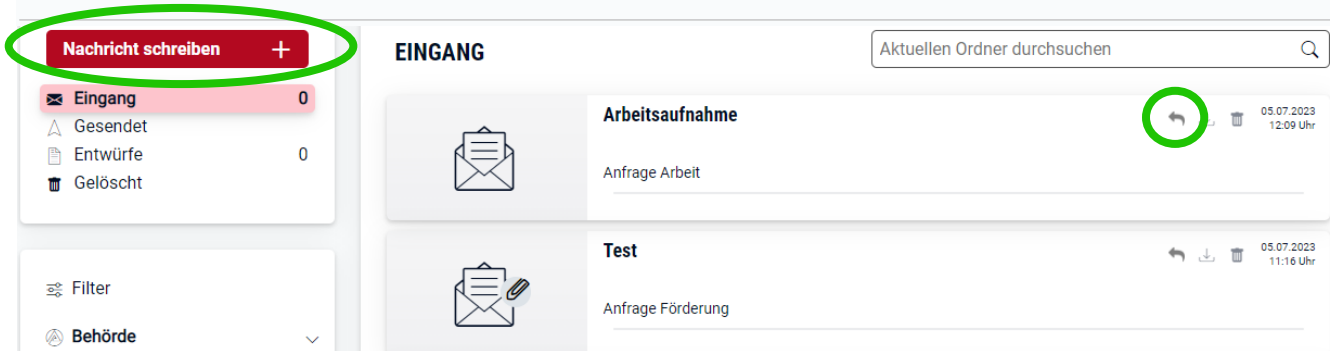 Nachricht schreiben
Eingang 0
Gesendet
Entwürfe 0
Gelöscht
Filter
Behörde
EINGANG
Aktuellen Ordner durchsuchen
Arbeitsaufnahme
05.07.2023
12:09 Uhr
Anfrage Arbeit
Test
05.07.2023
11:16 Uhr
Anfrage Förderung